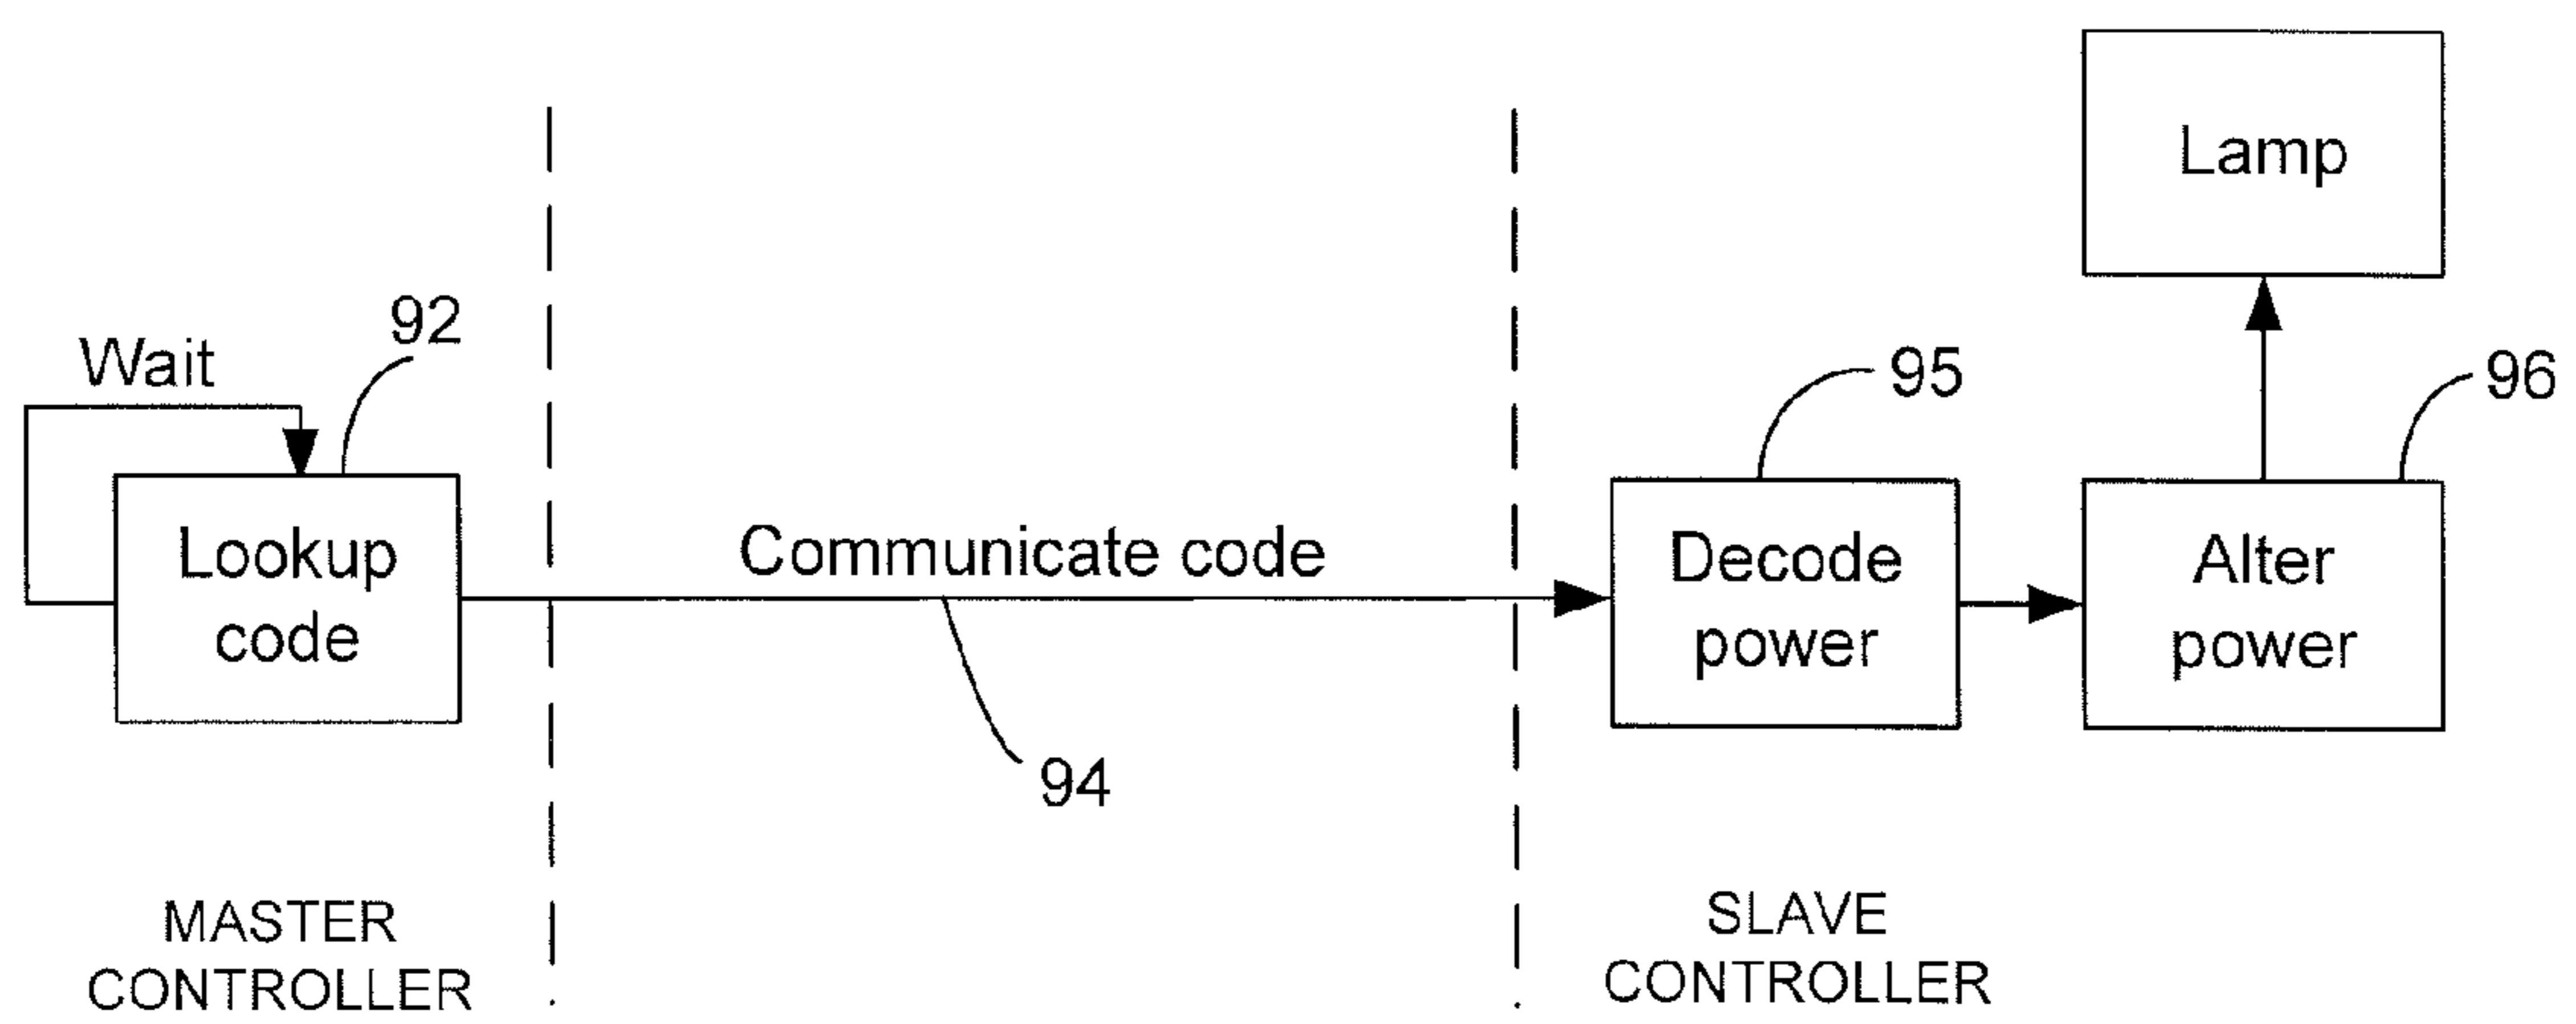 Lamp
Wait
92
95
96
Lookup
code
Communicate code
Decode
power
Alter
power
94
MASTER
CONTROLLER
SLAVE
CONTROLLER